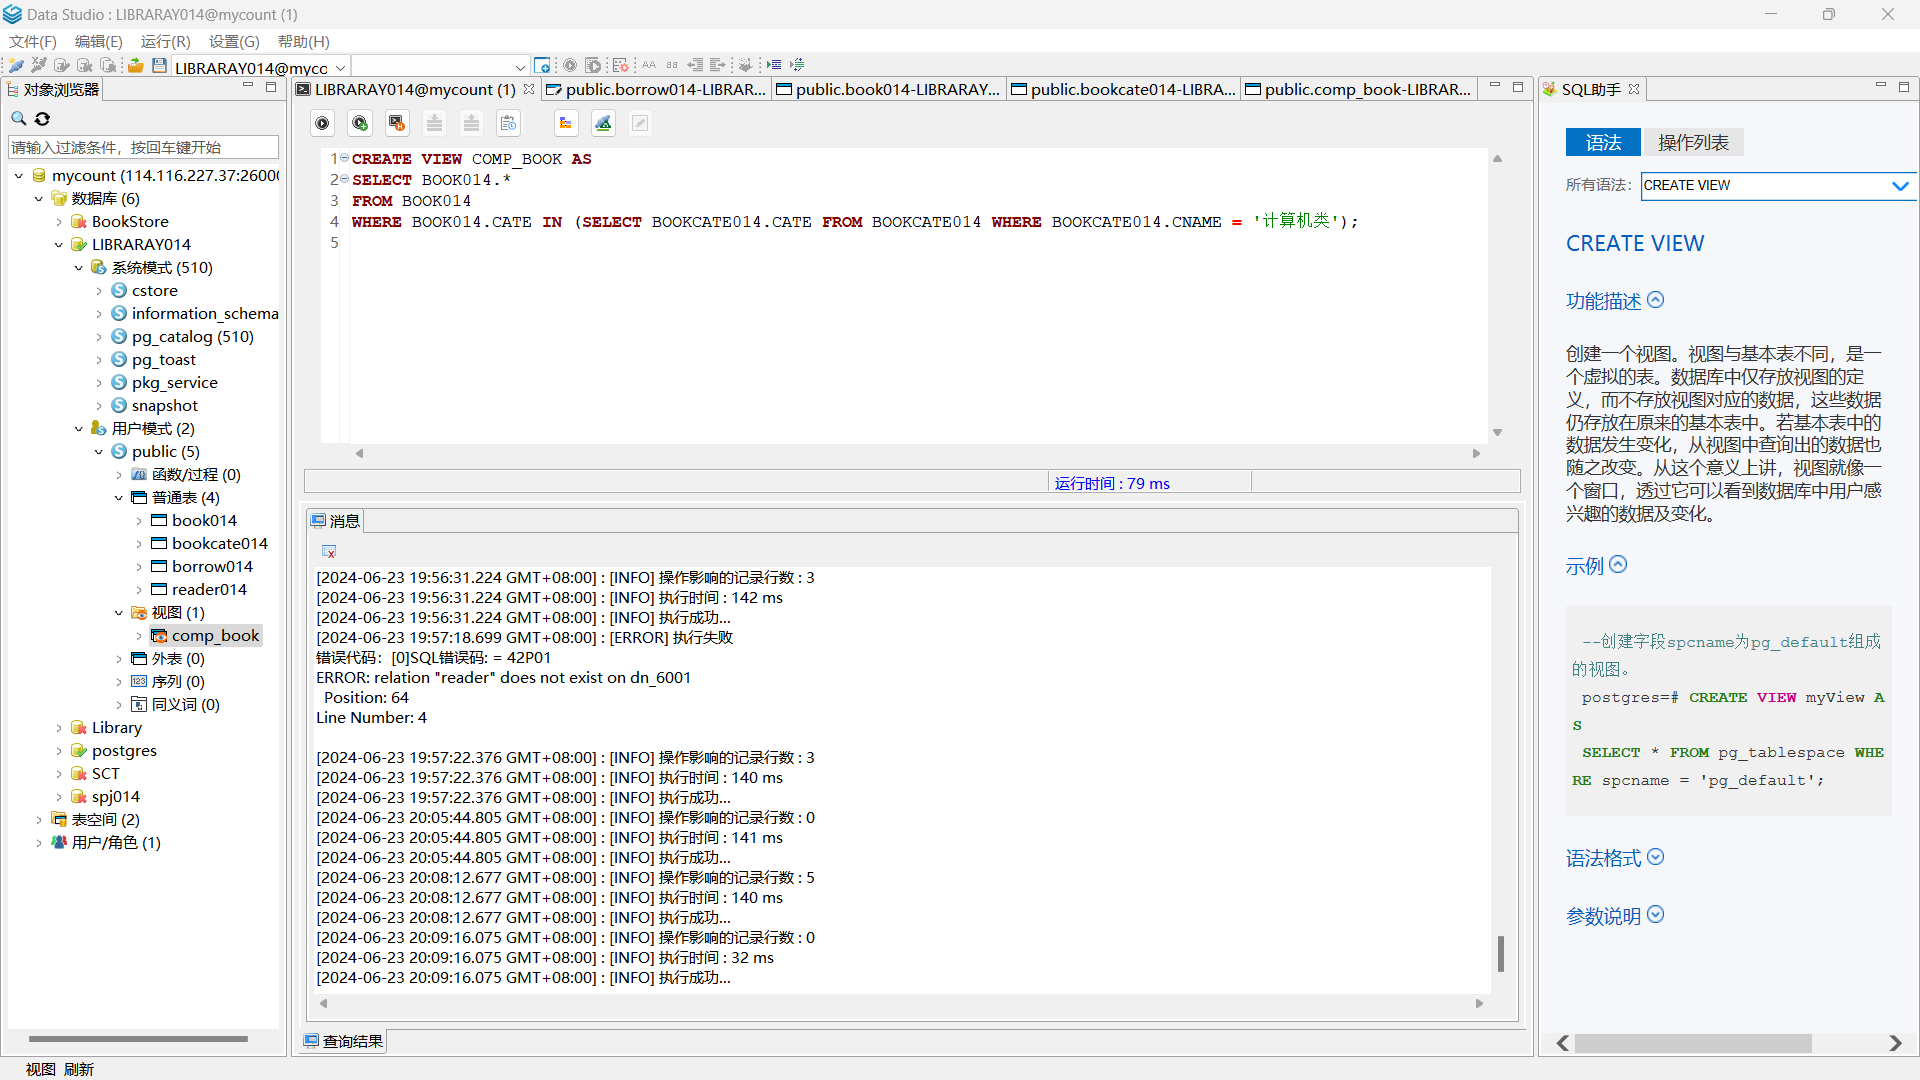 Data Studio : LIBRARAY014@mycount (1)
文件(F) 编辑(E) 运行(R) 设置(G) 帮助(H)
LIBRARAY014@myco
对象浏览器
请输入过滤条件，按回车键开始
mycount (114.116.227.37:2600
数据库 (6)
BookStore
LIBRARAY014
系统模式 (510)
cstore
information_schema
pg_catalog (510)
pg_toast
pkg_service
snapshot
用户模式 (2)
public (5)
函数/过程 (0)
普通表 (4)
book014
bookcate014
borrow014
reader014
视图 (1)
comp_book
外表 (0)
序列 (0)
同义词 (0)
Library
postgres
SCT
spj014
表空间 (2)
用户/角色 (1)
视图 刷新
LIBRARAY014@mycount (1) public.borrow014-LIBRAR... public.book014-LIBRARAY... public.bookcate014-LIBRA... public.comp_book-LIBRAR...
1 CREATE VIEW COMP_BOOK AS
2 SELECT BOOK014.*
3 FROM BOOK014
4 WHERE BOOK014.CATE IN (SELECT BOOKCATE014.CATE FROM BOOKCATE014 WHERE BOOKCATE014.CNAME = '计算机类');
5
运行时间 : 79 ms
消息
[2024-06-23 19:56:31.224 GMT+08:00] : [INFO] 操作影响的记录行数 : 3
[2024-06-23 19:56:31.224 GMT+08:00] : [INFO] 执行时间 : 142 ms
[2024-06-23 19:56:31.224 GMT+08:00] : [INFO] 执行成功...
[2024-06-23 19:57:18.699 GMT+08:00] : [ERROR] 执行失败
错误代码：[0]SQL错误码: = 42P01
ERROR: relation "reader" does not exist on dn_6001
Position: 64
Line Number: 4
[2024-06-23 19:57:22.376 GMT+08:00] : [INFO] 操作影响的记录行数 : 3
[2024-06-23 19:57:22.376 GMT+08:00] : [INFO] 执行时间 : 140 ms
[2024-06-23 19:57:22.376 GMT+08:00] : [INFO] 执行成功...
[2024-06-23 20:05:44.805 GMT+08:00] : [INFO] 操作影响的记录行数 : 0
[2024-06-23 20:05:44.805 GMT+08:00] : [INFO] 执行时间 : 141 ms
[2024-06-23 20:05:44.805 GMT+08:00] : [INFO] 执行成功...
[2024-06-23 20:08:12.677 GMT+08:00] : [INFO] 操作影响的记录行数 : 5
[2024-06-23 20:08:12.677 GMT+08:00] : [INFO] 执行时间 : 140 ms
[2024-06-23 20:08:12.677 GMT+08:00] : [INFO] 执行成功...
[2024-06-23 20:09:16.075 GMT+08:00] : [INFO] 操作影响的记录行数 : 0
[2024-06-23 20:09:16.075 GMT+08:00] : [INFO] 执行时间 : 32 ms
[2024-06-23 20:09:16.075 GMT+08:00] : [INFO] 执行成功...
查询结果
SQL助手
语法 操作列表
所有语法: CREATE VIEW
CREATE VIEW
功能描述
创建一个视图。视图与基本表不同，是一
个虚拟的表。数据库中仅存放视图的定
义，而不存放视图对应的数据，这些数据
仍存放在原来的基本表中。若基本表中的
数据发生变化，从视图中查询出的数据也
随之改变。从这个意义上讲，视图就像一
个窗口，透过它可以看到数据库中用户感
兴趣的数据及变化。
示例
--创建字段spcname为pg_default组成
的视图。
postgres=# CREATE VIEW myView A
S
SELECT * FROM pg_tablespace WHE
RE spcname = 'pg_default';
语法格式
参数说明